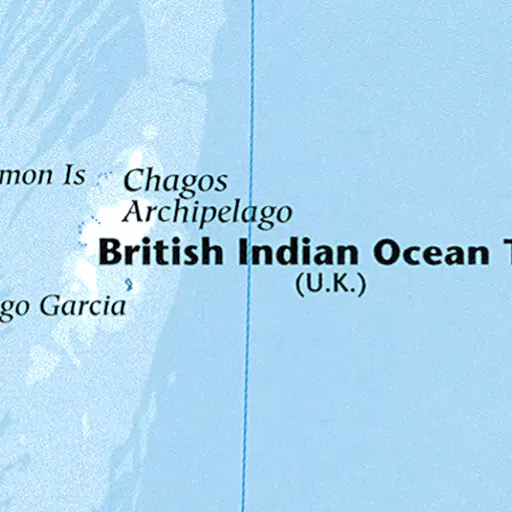 mon Is
Chagos
Archipelago
British Indian Ocean T
(U.K.)
go Garcia